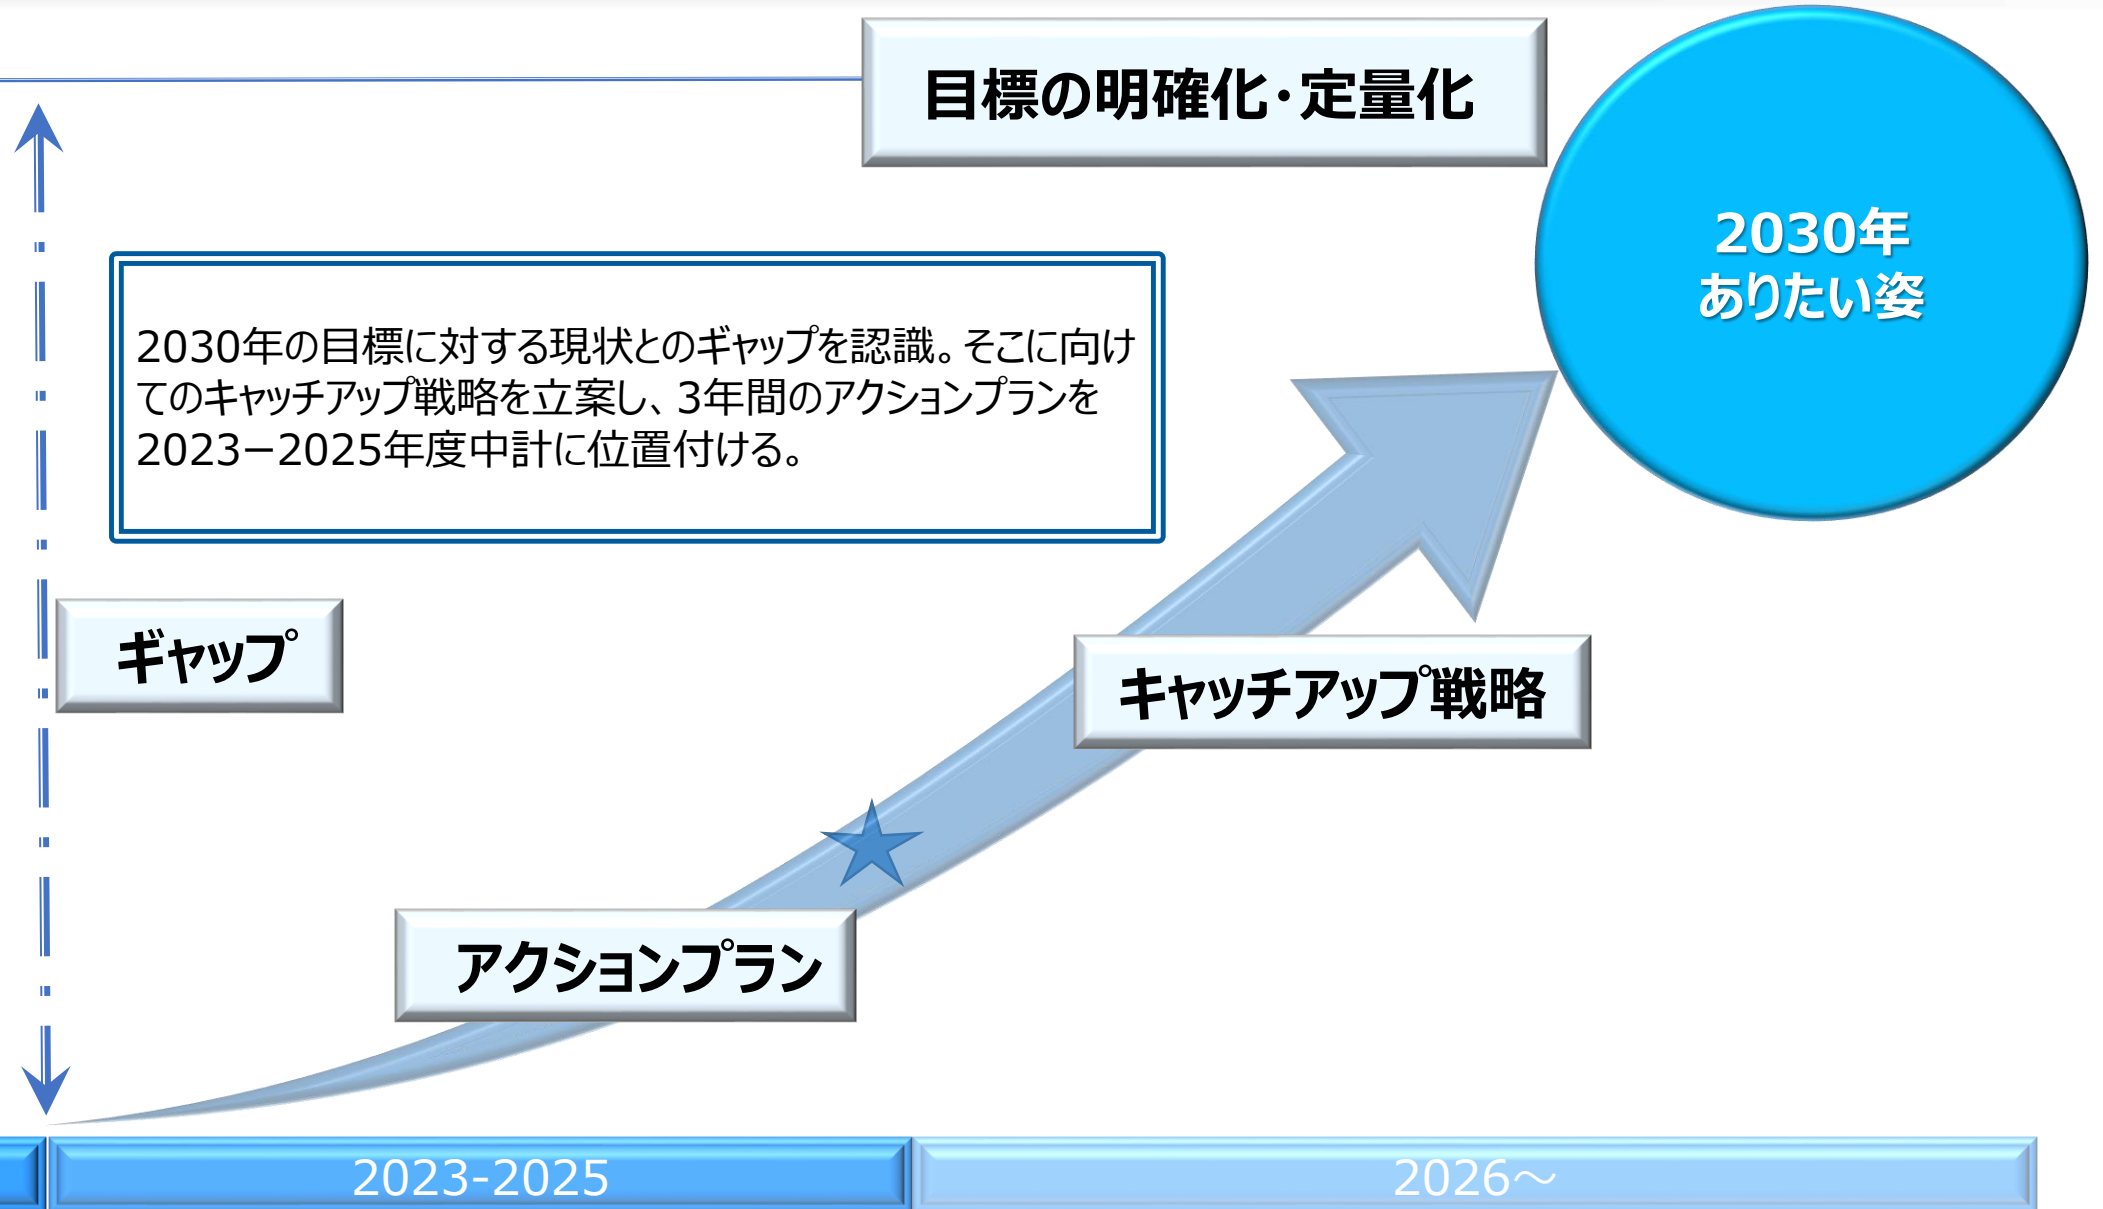 目標の明確化・定量化
2030年
ありたい姿
2030年の目標に対する現状とのギャップを認識。そこに向け
てのキャッチアップ戦略を立案し、3年間のアクションプランを
2023−2025年度中計に位置付ける。
ギャップ
キャッチアップ戦略
アクションプラン
2023-2025
2026～